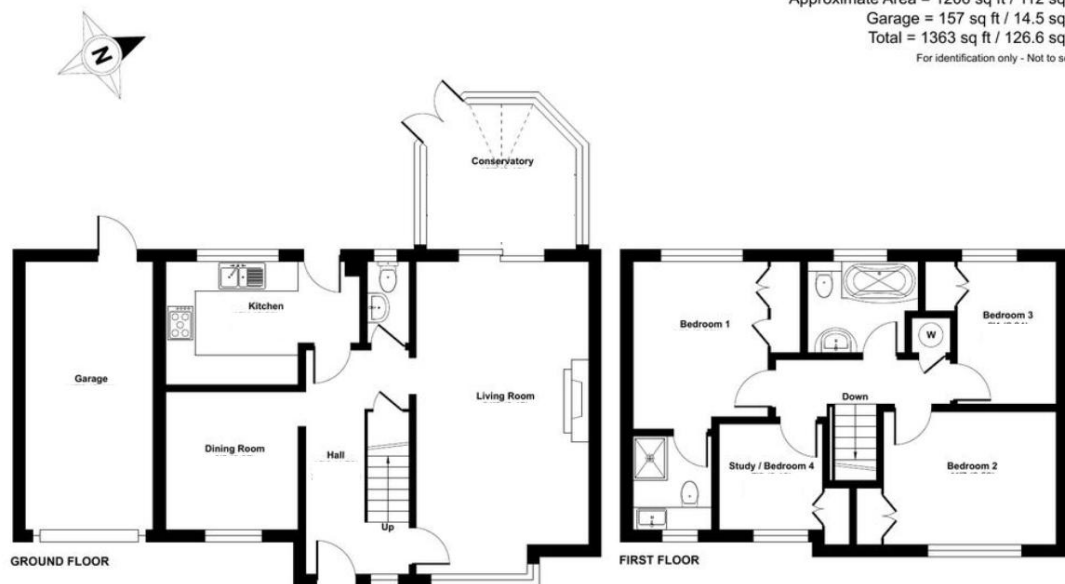 Approximate Area = 1206 sq ft / 112 sq
Garage = 157 sq ft / 14.5 sq
Total = 1363 sq ft / 126.6 sq
For identification only - Not to
N
Conservatory
Kitchen
Garage
Living Room
Dining Room
Hall
Up
GROUND FLOOR
Bedroom 1
Bedroom 3
W
Down
Study / Bedroom 4
Bedroom 2
FIRST FLOOR